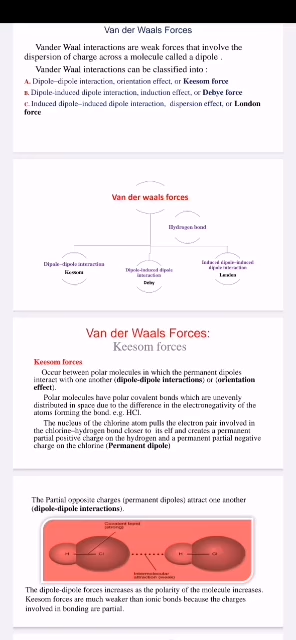 Van der Waals Forces
Vander Waal interactions are weak forces that involve the
dispersion of charge across a molecule called a dipole .
Vander Waal interactions can be classified into :
A. Dipole–dipole interaction, orientation effect, or Keesom force
B. Dipole-induced dipole interaction, induction effect, or Debye force
C. Induced dipole–induced dipole interaction, dispersion effect, or London
force
Van der waals forces
Hydrogen bond
Dipole–dipole interaction
Keesom
Dipole-induced dipole
interaction
Deby
Induced dipole–induced
dipole interaction
London
Van der Waals Forces:
Keesom forces
Keesom forces
Occur between polar molecules in which the permanent dipoles
interact with one another (dipole-dipole interactions) or (orientation
effect).
Polar molecules have polar covalent bonds which are unevenly
distributed in space due to the difference in the electronegativity of the
atoms forming the bond. e.g. HCl.
The nucleus of the chlorine atom pulls the electron pair involved in
the chlorine–hydrogen bond closer to its elf and creates a permanent
partial positive charge on the hydrogen and a permanent partial negative
charge on the chlorine (Permanent dipole)
The Partial opposite charges (permanent dipoles) attract one another
(dipole-dipole interactions).
Covalent bond
(strong)
H Cl H Cl
Intermolecular
attraction (weak)
The dipole-dipole forces increases as the polarity of the molecule increases.
Keesom forces are much weaker than ionic bonds because the charges
involved in bonding are partial.